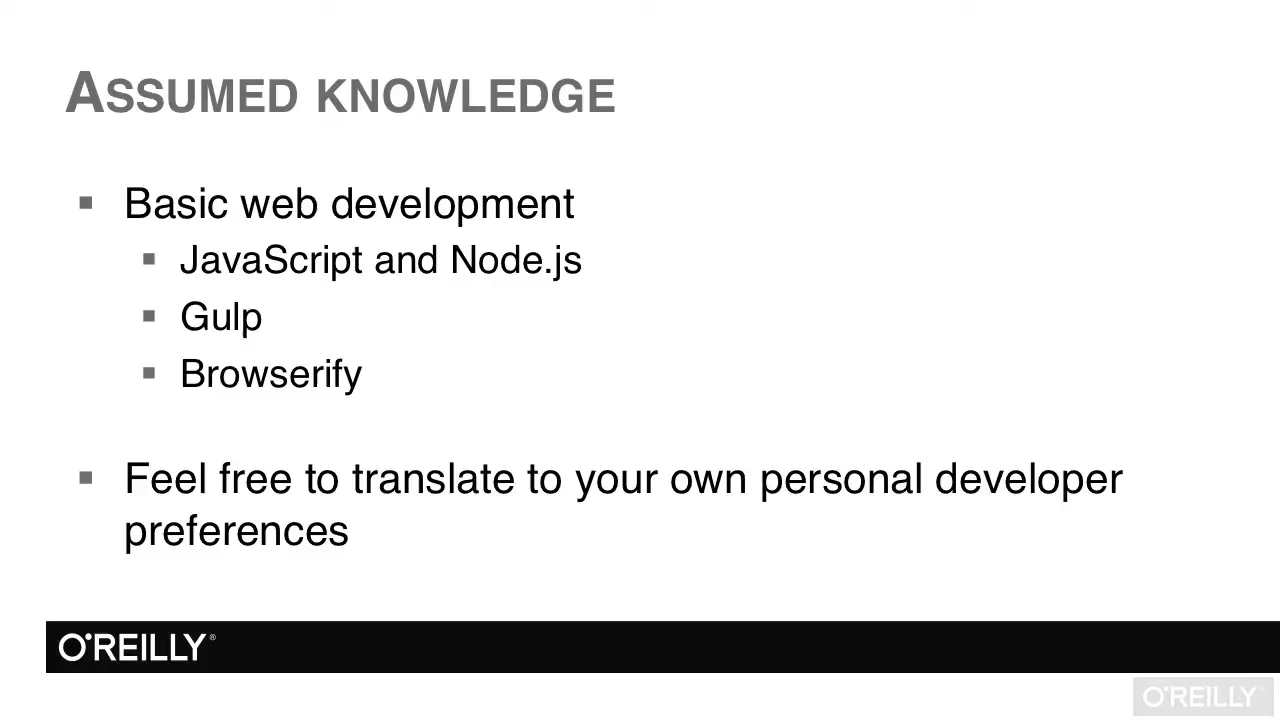 ASSUMED KNOWLEDGE
Basic web development
JavaScript and Node.js
Gulp
Browserify
Feel free to translate to your own personal developer
preferences
O'REILLY®
O'REILLY